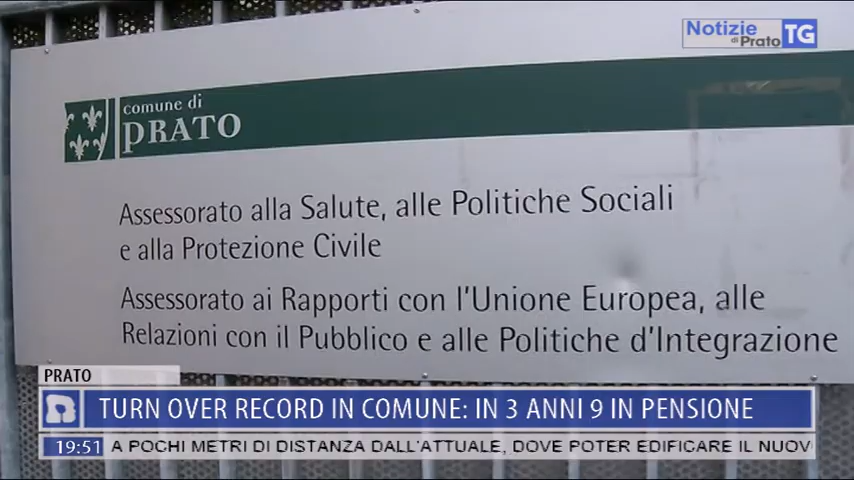 Notizie
di Prato
TG
comune di
PRATO
Assessorato alla Salute, alle Politiche Sociali
e alla Protezione Civile
Assessorato ai Rapporti con l'Unione Europea, alle
Relazioni con il Pubblico e alle Politiche d'Integrazione
PRATO
TURN OVER RECORD IN COMUNE: IN 3 ANNI 9 IN PENSIONE
19:51 A POCHI METRI DI DISTANZA DALL'ATTUALE, DOVE POTER EDIFICARE IL NUOV